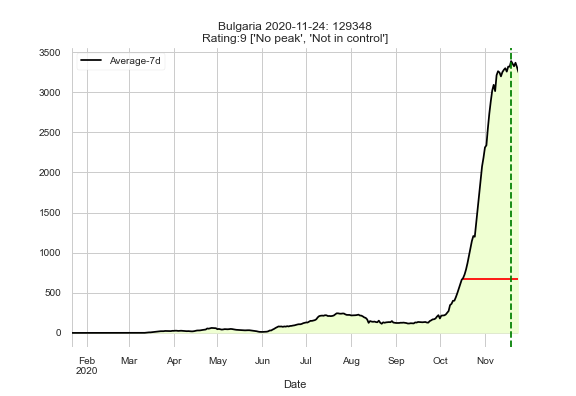 Bulgaria 2020-11-24: 129348
Rating:9 ['No peak', 'Not in control']
Average-7d
3500
3000
2500
2000
1500
1000
500
0
Feb Mar Apr May Jun Jul Aug Sep Oct Nov
2020
Date